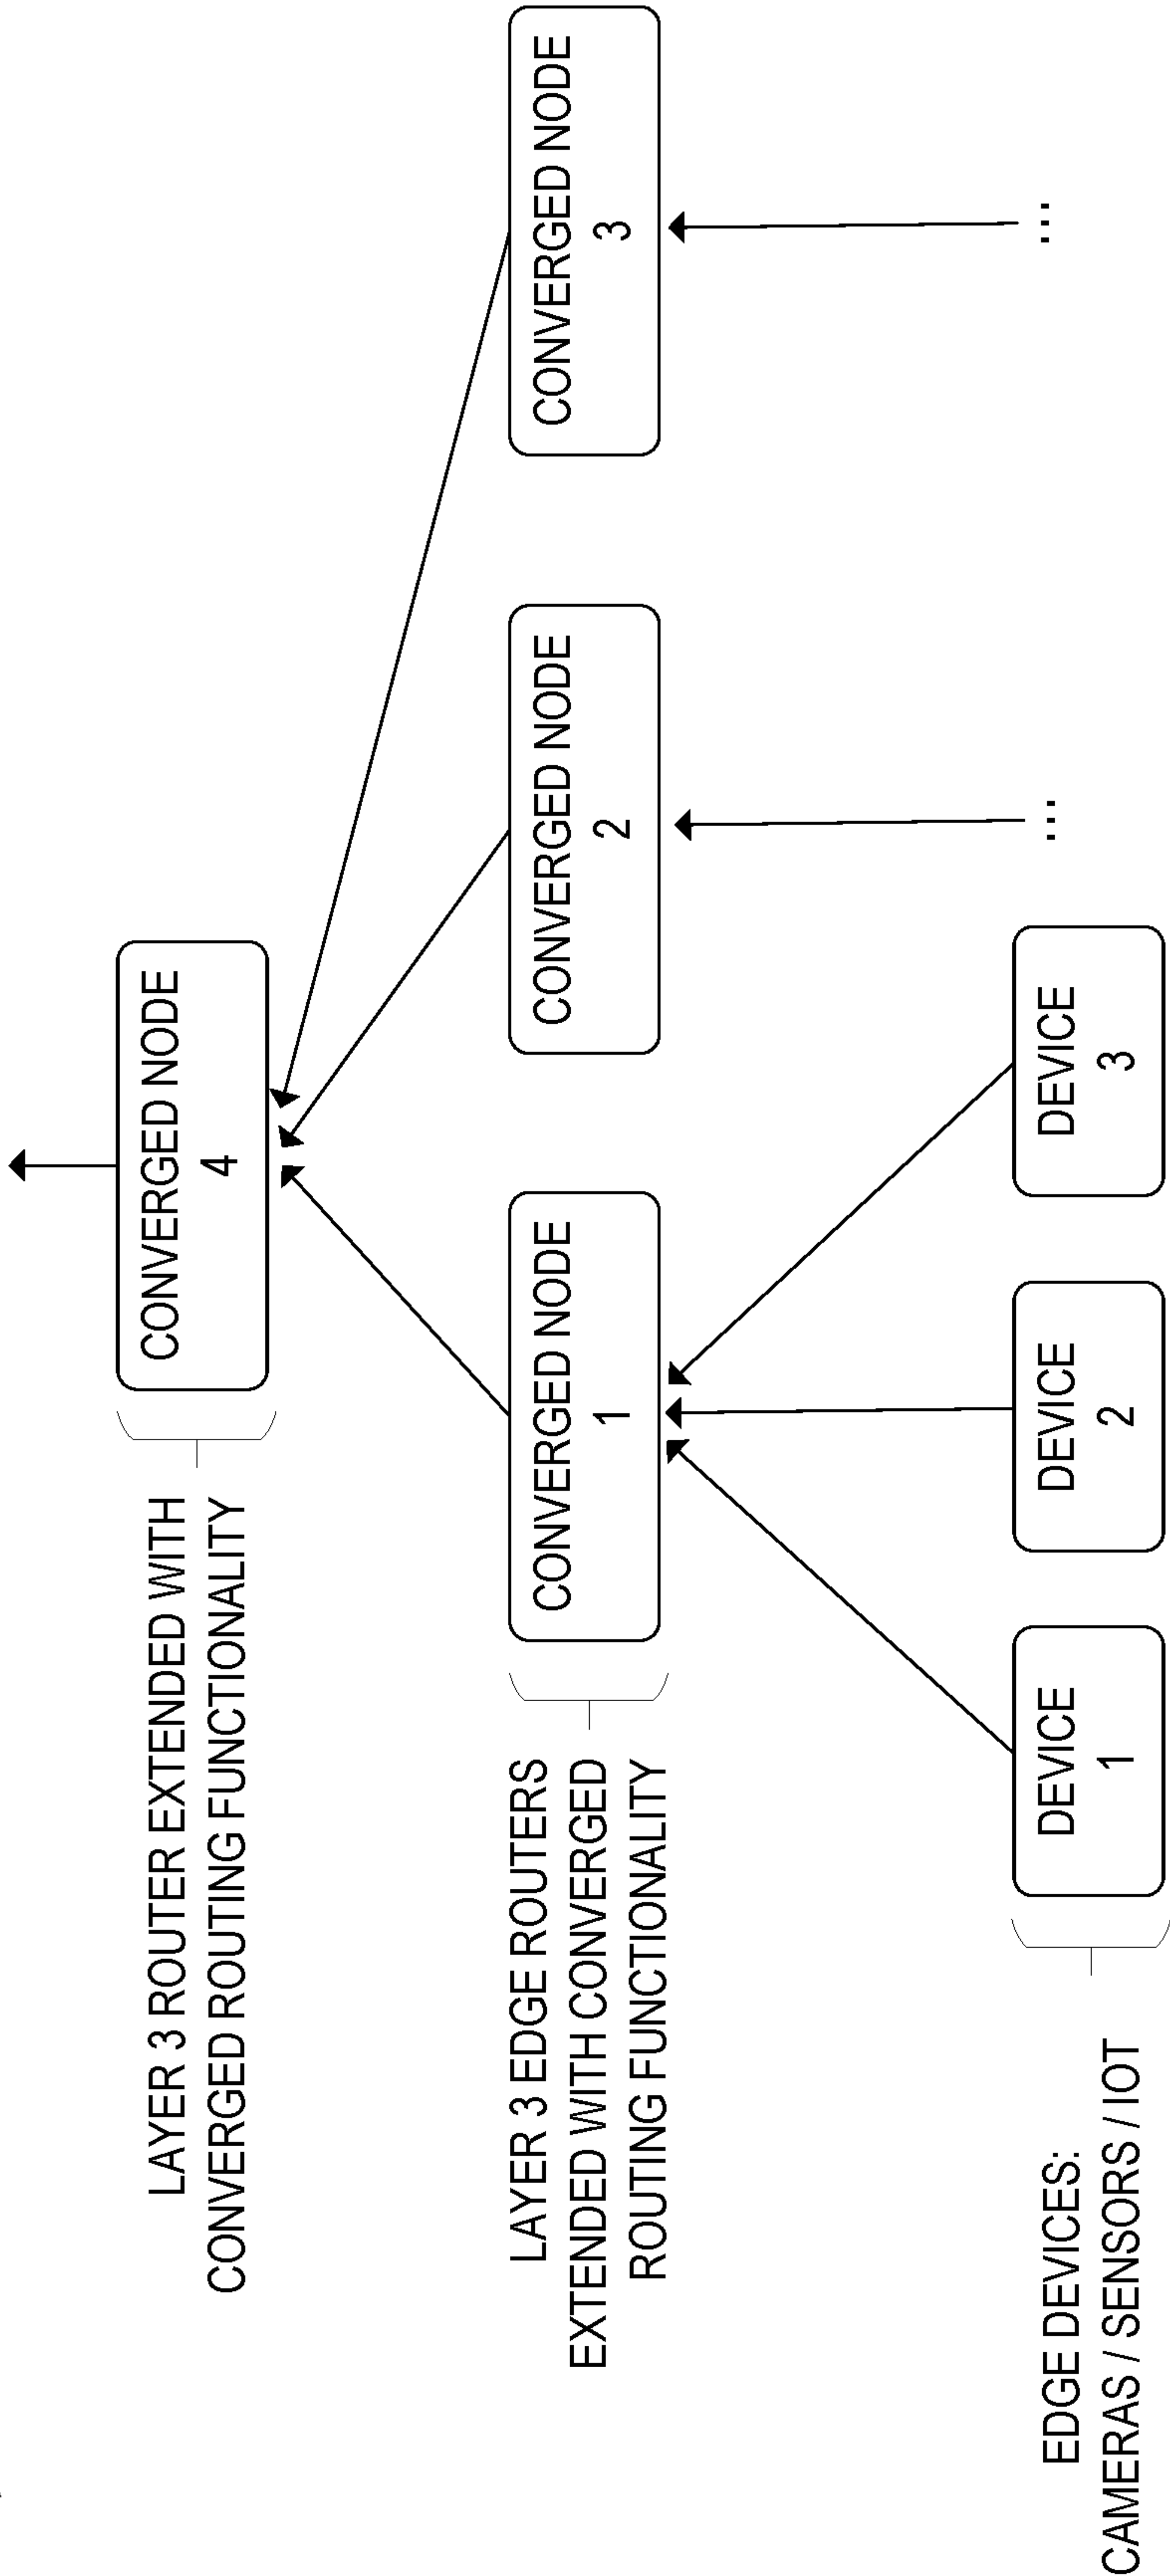 LAYER 3 ROUTER EXTENDED WITH
CONVERGED ROUTING FUNCTIONALITY
CONVERGED NODE
4
LAYER 3 EDGE ROUTERS
EXTENDED WITH CONVERGED
ROUTING FUNCTIONALITY
CONVERGED NODE
1
CONVERGED NODE
2
CONVERGED NODE
3
EDGE DEVICES:
CAMERAS / SENSORS / IOT
DEVICE
1
DEVICE
2
DEVICE
3
...
...